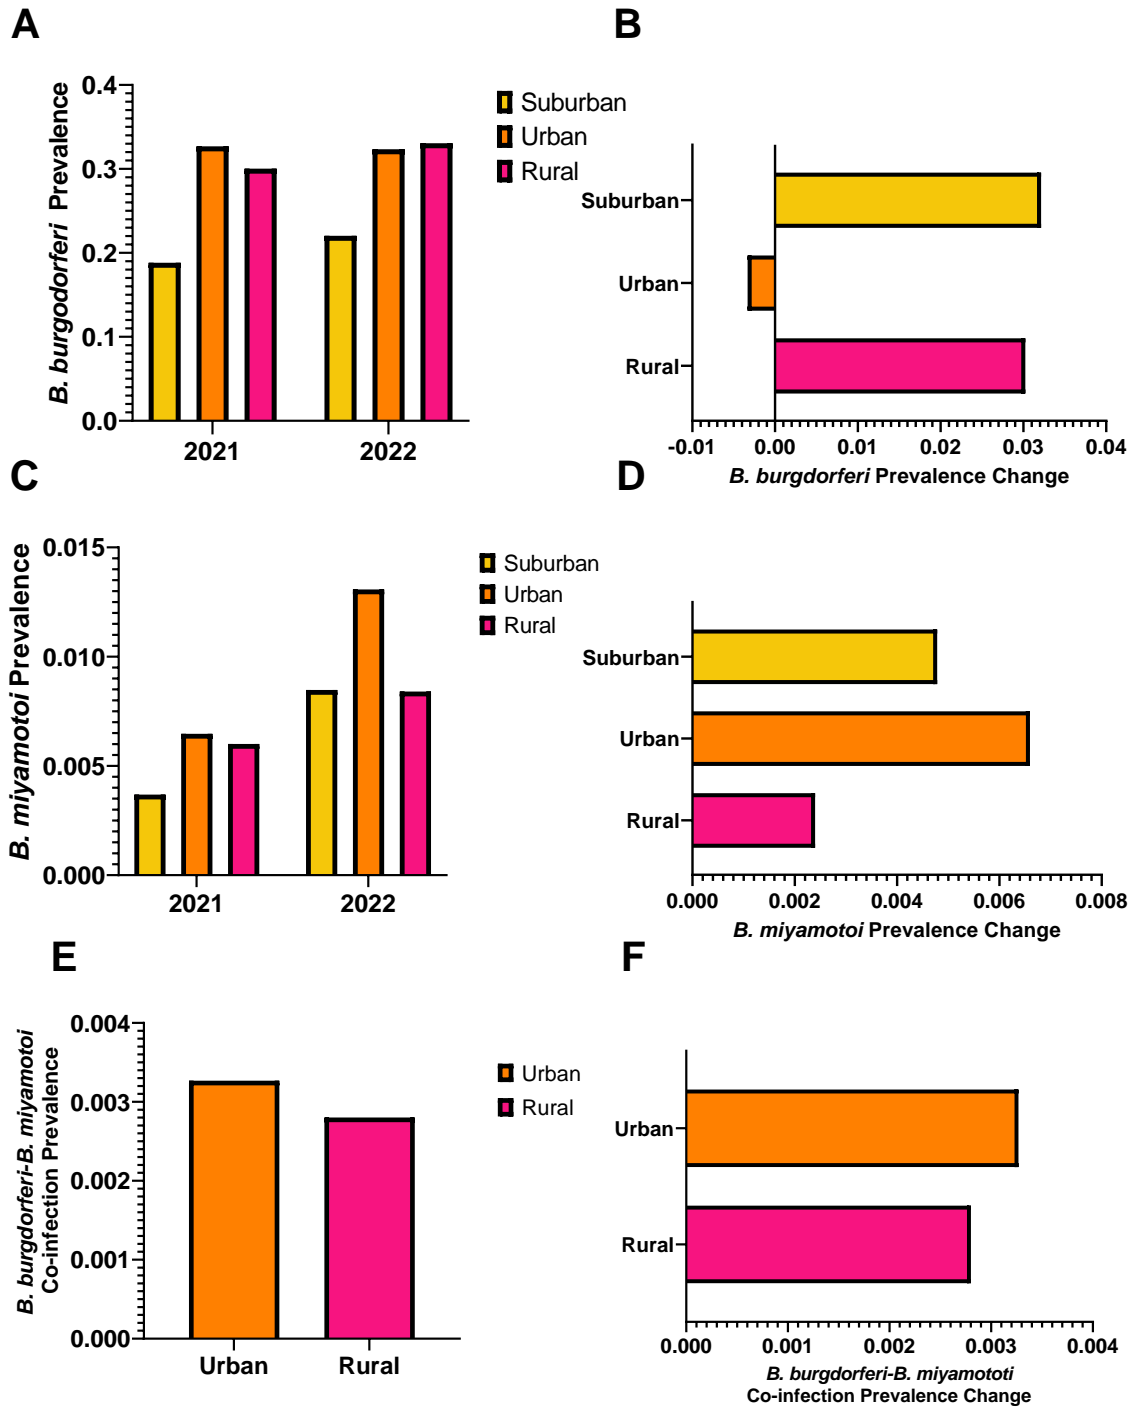 A
B. burgodorferi Prevalence
0.4
0.3
0.2
0.1
0.0
2021
2022
Suburban
Urban
Rural
B
Suburban
Urban
Rural
-0.01
0.00
0.01
0.02
0.03
0.04
B. burgdorferi Prevalence Change
C
B. miyamotoi Prevalence
0.015
0.010
0.005
0.000
2021
2022
Suburban
Urban
Rural
D
Suburban
Urban
Rural
0.000
0.002
0.004
0.006
0.008
B. miyamotoi Prevalence Change
E
B. burgdorferi-B. miyamotoi
Co-infection Prevalence
0.004
0.003
0.002
0.001
0.000
Urban
Rural
Urban
Rural
F
Urban
Rural
0.000
0.001
0.002
0.003
0.004
B. burgdorferi-B. miyamototi
Co-infection Prevalence Change